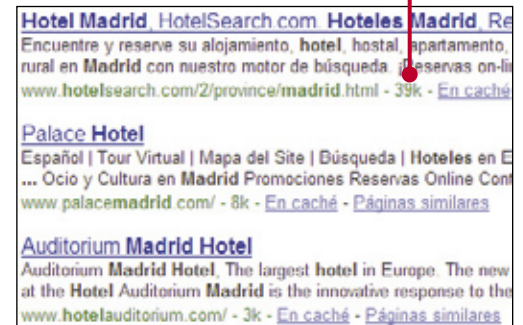 Hotel Madrid, HotelSearch.com. Hoteles Madrid, Re
Encuentre y reserve su alojamiento, hotel, hostal, apartamento,
rural en Madrid con nuestro motor de búsqueda. ¡Reservas on-li
www.hotelsearch.com/2/province/madrid.html - 39k - En caché
Palace Hotel
Español | Tour Virtual | Mapa del Site | Búsqueda | Hoteles en E
... Ocio y Cultura en Madrid Promociones Reservas Online Cont
www.palacemadrid.com/ - 8k - En caché - Páginas similares
Auditorium Madrid Hotel
Auditorium Madrid Hotel, The largest hotel in Europe. The new
at the Hotel Auditorium Madrid is the innovative response to the
www.hotelauditorium.com/ - 3k - En caché - Páginas similares